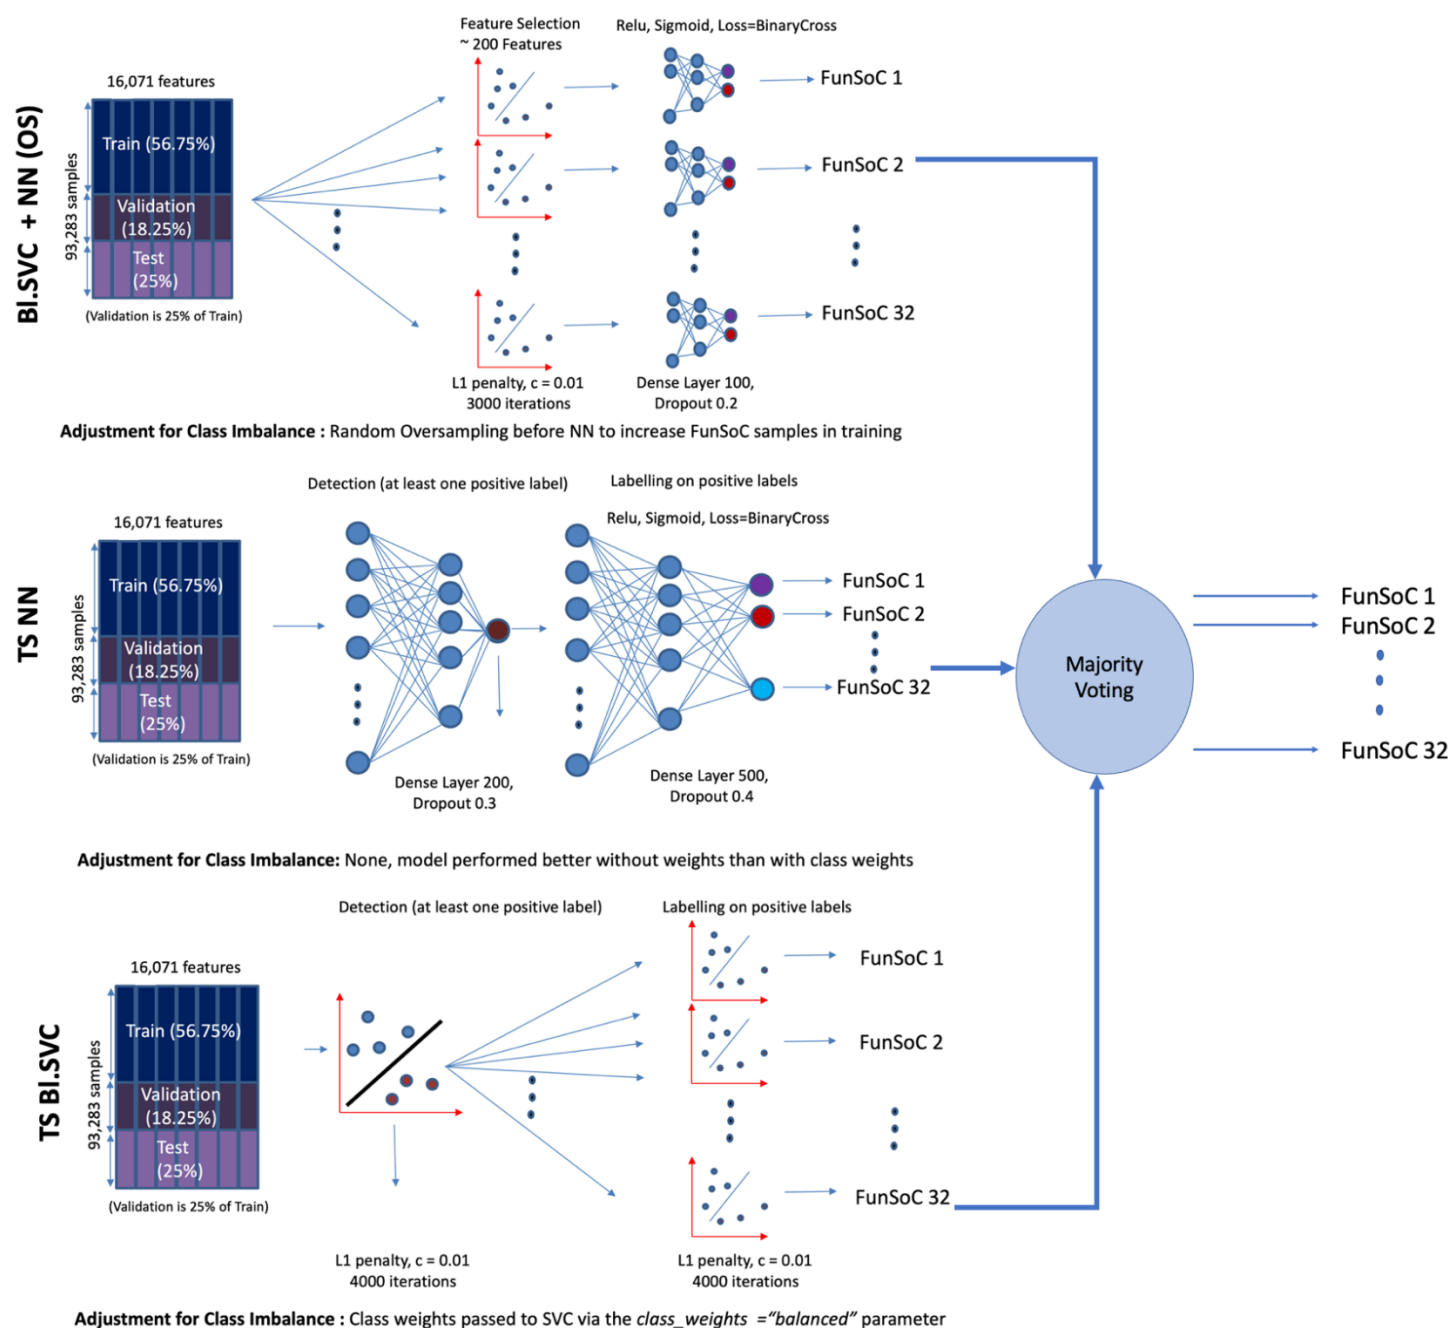 Bl.SVC + NN (OS)
16,071 features
93,283 samples
Train (56.75%)
Validation
(18.25%)
Test
(25%)
(Validation is 25% of Train)
Feature Selection
~ 200 Features
Relu, Sigmoid, Loss=BinaryCross
FunSoC 1
FunSoC 2
FunSoC 32
L1 penalty, c = 0.01
3000 iterations
Dense Layer 100,
Dropout 0.2
Adjustment for Class Imbalance : Random Oversampling before NN to increase FunSoC samples in training
TS NN
16,071 features
93,283 samples
Train (56.75%)
Validation
(18.25%)
Test
(25%)
(Validation is 25% of Train)
Detection (at least one positive label)
Labelling on positive labels
Relu, Sigmoid, Loss=BinaryCross
FunSoC 1
FunSoC 2
FunSoC 32
Dense Layer 200,
Dropout 0.3
Dense Layer 500,
Dropout 0.4
Majority
Voting
FunSoC 1
FunSoC 2
FunSoC 32
Adjustment for Class Imbalance: None, model performed better without weights than with class weights
TS Bl.SVC
16,071 features
93,283 samples
Train (56.75%)
Validation
(18.25%)
Test
(25%)
(Validation is 25% of Train)
Detection (at least one positive label)
Labelling on positive labels
FunSoC 1
FunSoC 2
FunSoC 32
L1 penalty, c = 0.01
4000 iterations
L1 penalty, c = 0.01
4000 iterations
Adjustment for Class Imbalance : Class weights passed to SVC via the class_weights =“balanced” parameter